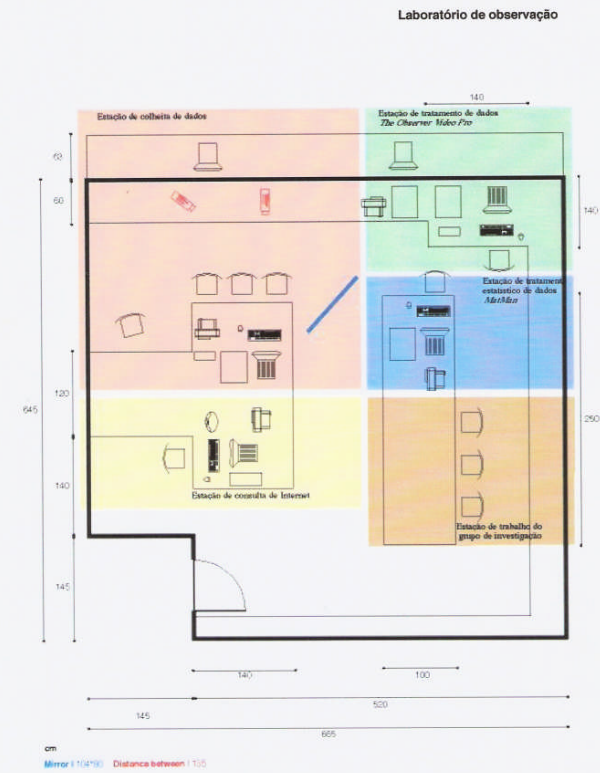 Laboratório de observação
140
Estação de colheita de dados
Estação de tratamento de dados
The Observer Video Pro
62
60
140
Estação de tratamento
estatístico de dados
MatMan
120
645
250
140
Estação de consulta de Internet
Estação de trabalho do
grupo de investigação
145
140
100
520
145
665
cm
Mirror Distance between